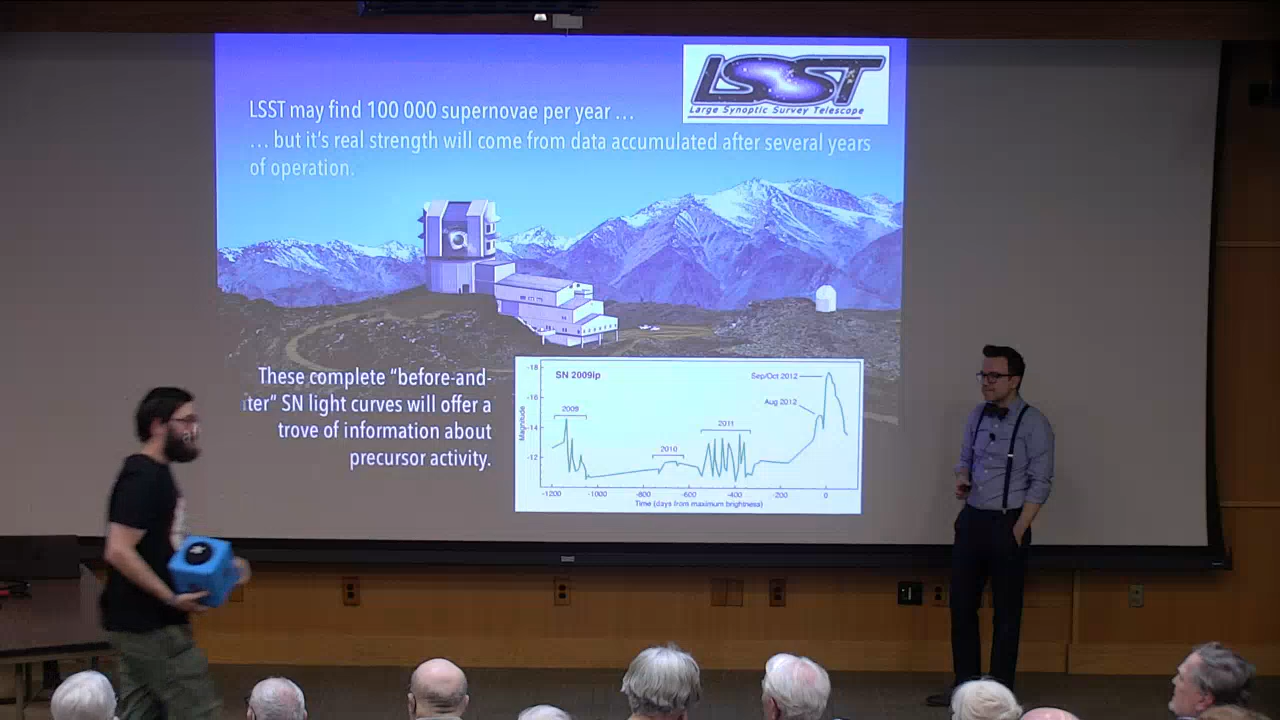 LSST
Large Synoptic Survey Telescope
LSST may find 100 000 supernovae per year ...
... but it's real strength will come from data accumulated after several years
of operation.
These complete "before-and-
ter" SN light curves will offer a
trove of information about
precursor activity.
SN 2009ip
Sep/Oct 2012
Aug 2012
2009
2010
2011
Magnitude
-18
-16
-14
-12
-1200 -1000 -800 -600 -400 -200 0
Time (days from maximum brightness)